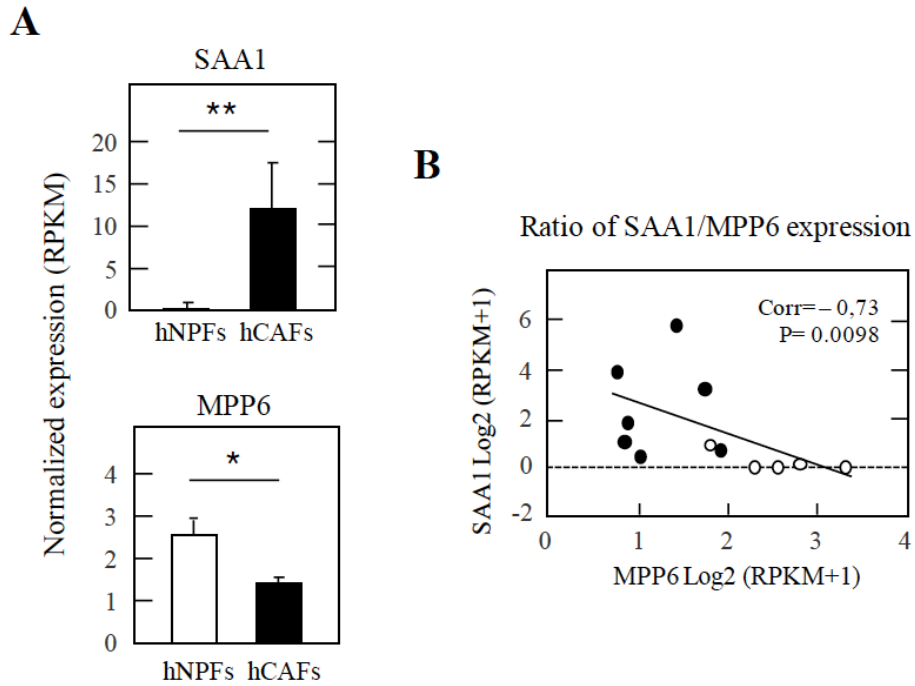 A
SAA1
**
20
15
10
5
0
hNPFs hCAFs
Normalized expression (RPKM)
MPP6
*
4
3
2
1
0
hNPFs hCAFs
B
Ratio of SAA1/MPP6 expression
Corr= – 0,73
P= 0.0098
SAA1 Log2 (RPKM+1)
6
4
2
0
-2
0 1 2 3 4
MPP6 Log2 (RPKM+1)